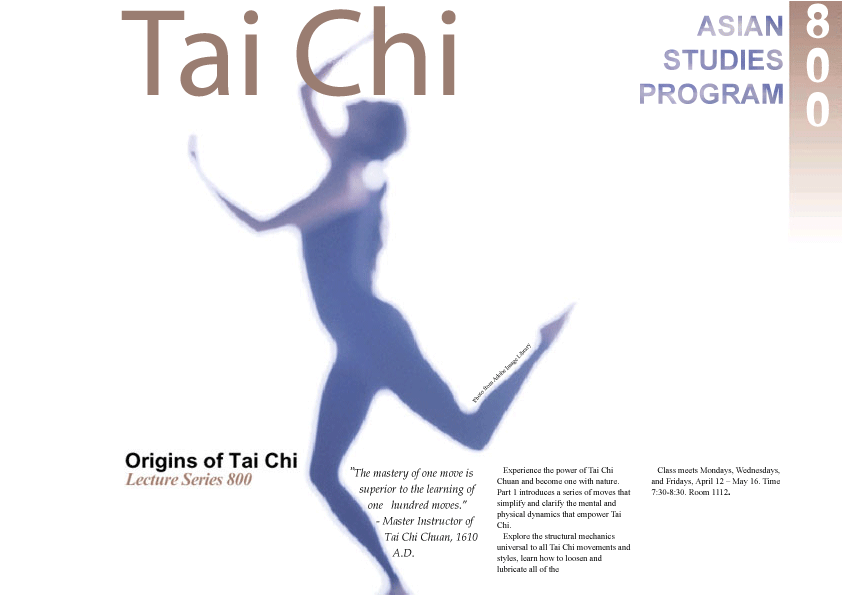 Tai Chi
ASIAN
STUDIES
PROGRAM
8
0
0
Photo from Adobe Image Library
Origins of Tai Chi
Lecture Series 800
"The mastery of one move is
superior to the learning of
one hundred moves."
- Master Instructor of
Tai Chi Chuan, 1610
A.D.
Experience the power of Tai Chi
Chuan and become one with nature.
Part 1 introduces a series of moves that
simplify and clarify the mental and
physical dynamics that empower Tai
Chi.
Explore the structural mechanics
universal to all Tai Chi movements and
styles, learn how to loosen and
lubricate all of the
Class meets Mondays, Wednesdays,
and Fridays, April 12 – May 16. Time
7:30-8:30. Room 1112.